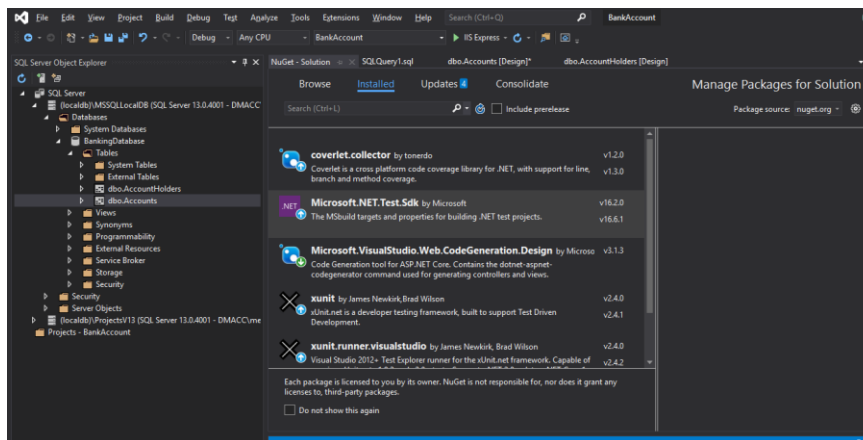 File Edit View Project Build Debug Test Analyze Tools Extensions Window Help Search (Ctrl+Q) BankAccount
Debug Any CPU BankAccount IIS Express
SQL Server Object Explorer
NuGet - Solution SQLQuery1.sql dbo.Accounts [Design]* dbo.AccountHolders [Design]
SQL Server
(localdb)\MSSQLLocalDB (SQL Server 13.0.4001 - DMACC\
Databases
System Databases
BankingDatabase
Tables
System Tables
External Tables
dbo.AccountHolders
dbo.Accounts
Views
Synonyms
Programmability
External Resources
Service Broker
Storage
Security
Security
Server Objects
(localdb)\ProjectsV13 (SQL Server 13.0.4001 - DMACC\me
Projects - BankAccount
Browse Installed Updates 4 Consolidate
Manage Packages for Solution
Search (Ctrl+L) Include prerelease
Package source: nuget.org
coverlet.collector by tonerdo v1.2.0
Coverlet is a cross platform code coverage library for .NET, with support for line, v1.3.0
branch and method coverage.
.NET
Microsoft.NET.Test.Sdk by Microsoft v16.2.0
The MSbuild targets and properties for building .NET test projects. v16.6.1
Microsoft.VisualStudio.Web.CodeGeneration.Design by Microso v3.1.3
Code Generation tool for ASP.NET Core. Contains the dotnet-aspnet-
codegenerator command used for generating controllers and views.
xunit by James Newkirk,Brad Wilson v2.4.0
xUnit.net is a developer testing framework, built to support Test Driven v2.4.1
Development.
xunit.runner.visualstudio by James Newkirk, Brad Wilson v2.4.0
Visual Studio 2012+ Test Explorer runner for the xUnit.net framework. Capable of v2.4.2
Each package is licensed to you by its owner. NuGet is not responsible for, nor does it grant any
licenses to, third-party packages.
Do not show this again